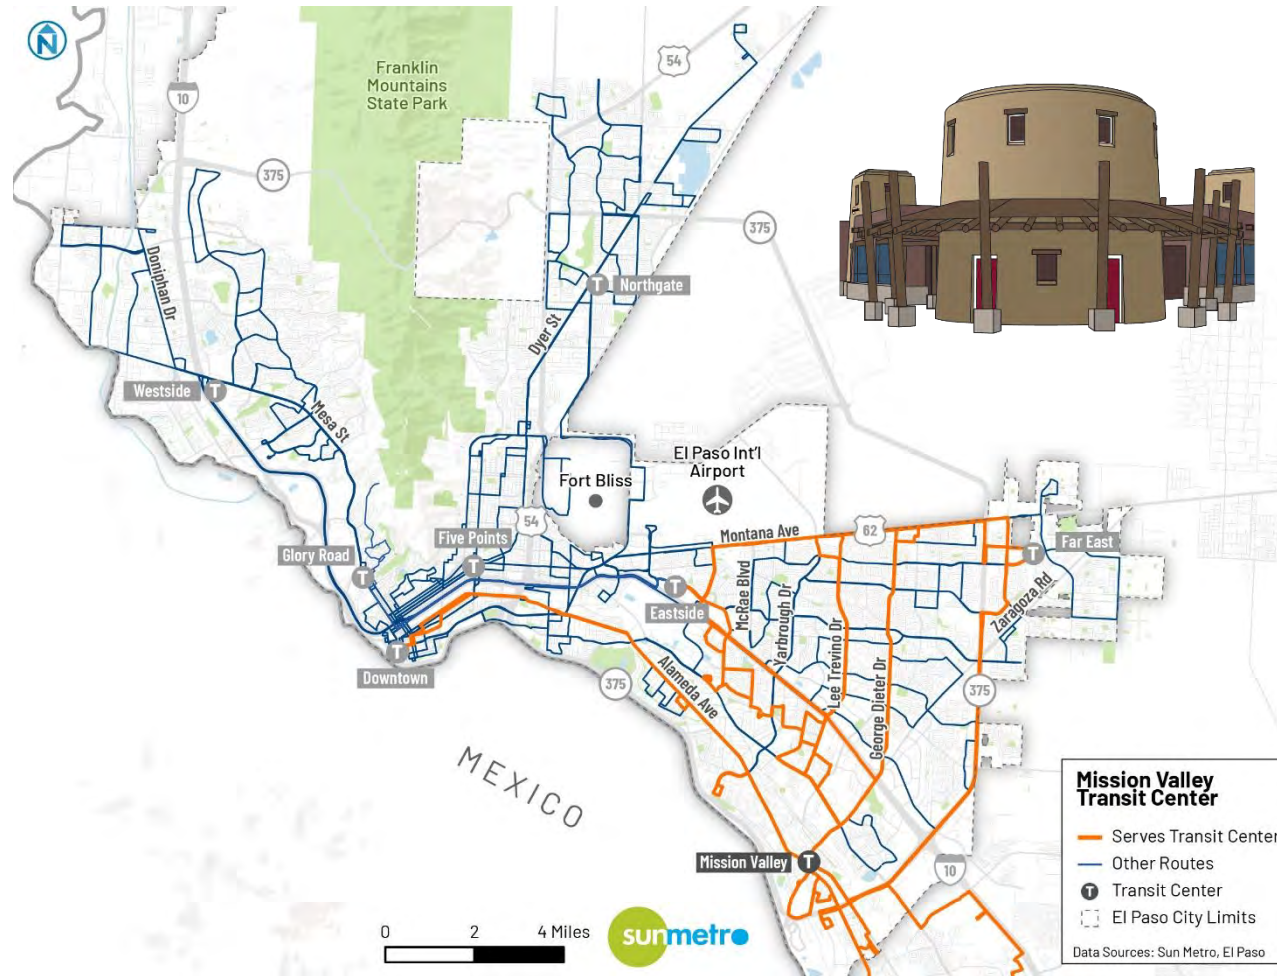 N
Franklin
Mountains
State Park
54
10
375
375
Doniphan Dr
Northgate
T
Dyer St
Westside
T
Mesa St
El Paso Int'l
Airport
Fort Bliss
54
Montana Ave
62
Five Points
T
Far East
T
Glory Road
T
Eastside
T
McRae Blvd
Yarbrough Dr
Lee Trevino Dr
George Dieter Dr
Zaragoza Rd
Downtown
T
375
Alameda Ave
375
MEXICO
Mission Valley
T
10
Mission Valley
Transit Center
Serves Transit Center
Other Routes
T
Transit Center
El Paso City Limits
Data Sources: Sun Metro, El Paso
0 2 4 Miles
sunmetro